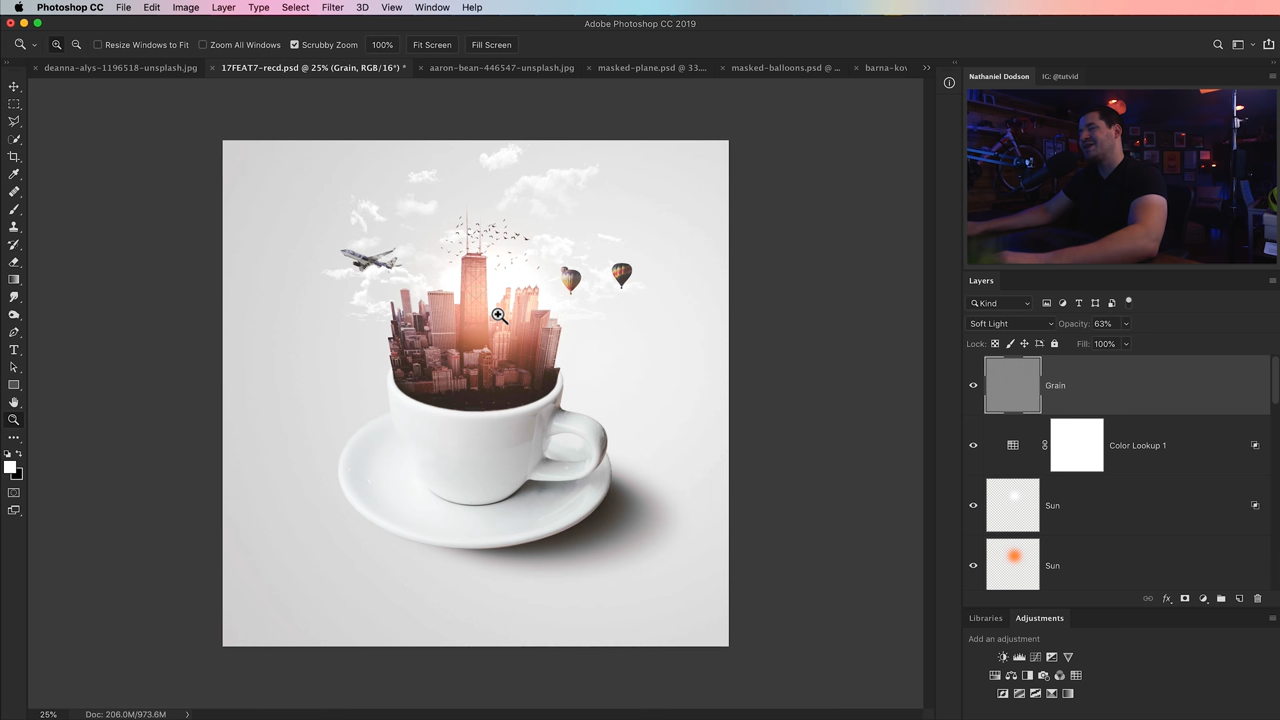 Photoshop CC File Edit Image Layer Type Select Filter 3D View Window Help
Adobe Photoshop CC 2019
Resize Windows to Fit Zoom All Windows Scrubby Zoom 100% Fit Screen Fill Screen
deanna-alys-1196518-unsplash.jpg 17FEAT7-recd.psd @ 25% (Grain, RGB/16*) * aaron-bean-446547-unsplash.jpg masked-plane.psd @ 33.... masked-balloons.psd @ ... barna-kov
Nathaniel Dodson IG: @tutvid
Layers
Kind
Soft Light Opacity: 63%
Lock: Fill: 100%
Grain
Color Lookup 1
Sun
Sun
fx
Libraries Adjustments
Add an adjustment
25% Doc: 206.0M/973.6M